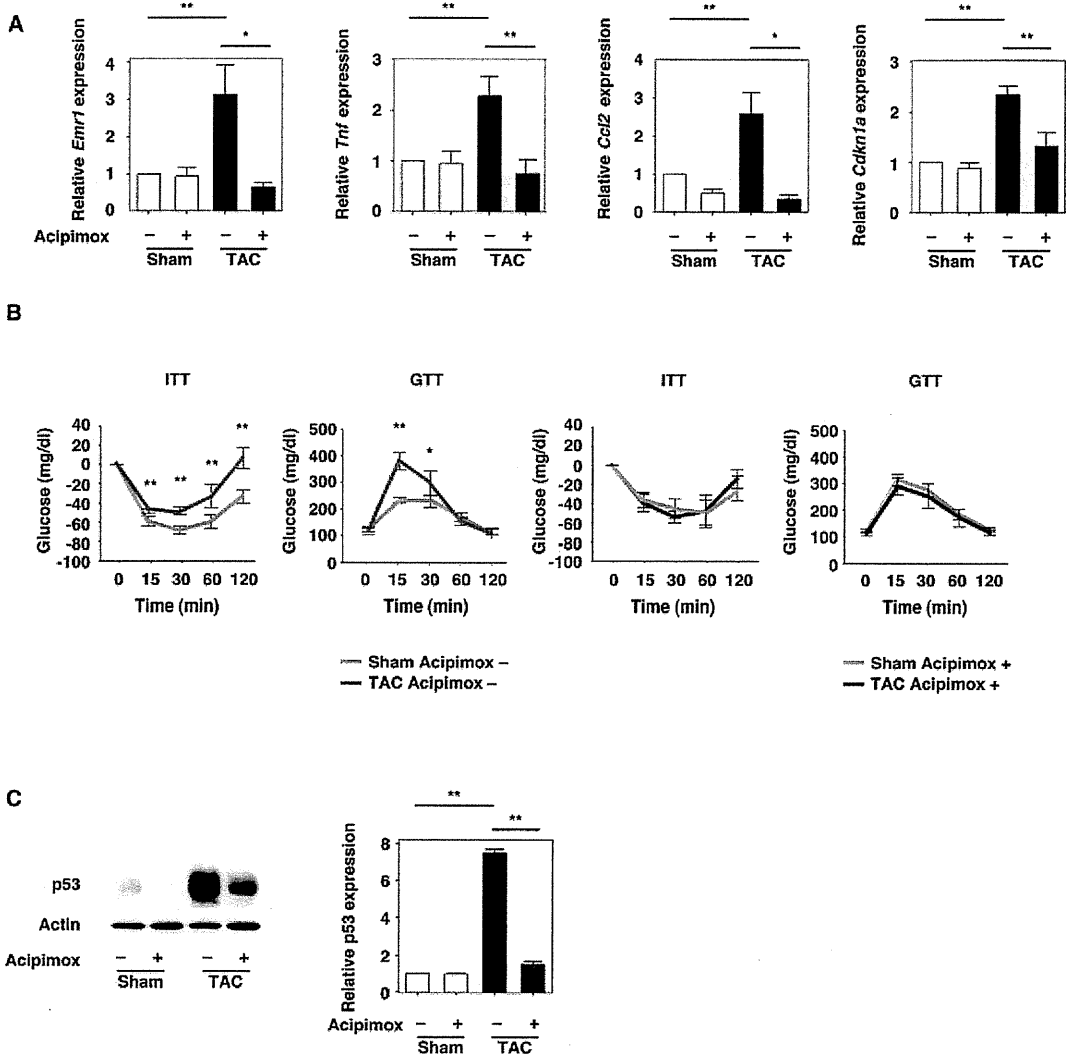 A
** * ** ** ** * ** **
Relative Emr1 expression
4
3
2
1
0
Relative Tnf expression
3
2
1
0
Relative Ccl2 expression
4
3
2
1
0
Relative Cdkn1a expression
3
2
1
0
Acipimox − + − + − + − + − + − + − + − +
Sham TAC Sham TAC Sham TAC Sham TAC
B
ITT GTT ITT GTT
Glucose (mg/dl)
40
20
0
-20
-40
-60
-80
-100
** ** ** **
0 15 30 60 120
Time (min)
Glucose (mg/dl)
500
400
300
200
100
0
** *
0 15 30 60 120
Time (min)
Glucose (mg/dl)
40
20
0
-20
-40
-60
-80
-100
0 15 30 60 120
Time (min)
Glucose (mg/dl)
500
400
300
200
100
0
0 15 30 60 120
Time (min)
Sham Acipimox −
TAC Acipimox −
Sham Acipimox +
TAC Acipimox +
C
p53
Actin
Acipimox − + − +
Sham TAC
** **
Relative p53 expression
8
6
4
2
0
Acipimox − + − +
Sham TAC